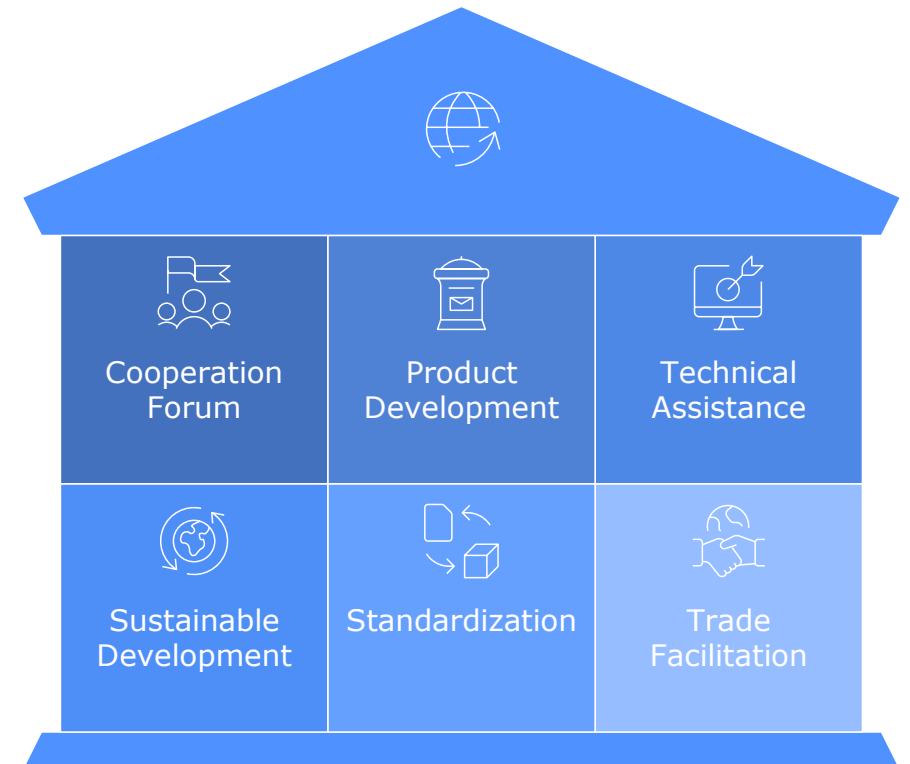 Cooperation
Forum
Product
Development
Technical
Assistance
Sustainable
Development
Standardization
Trade
Facilitation